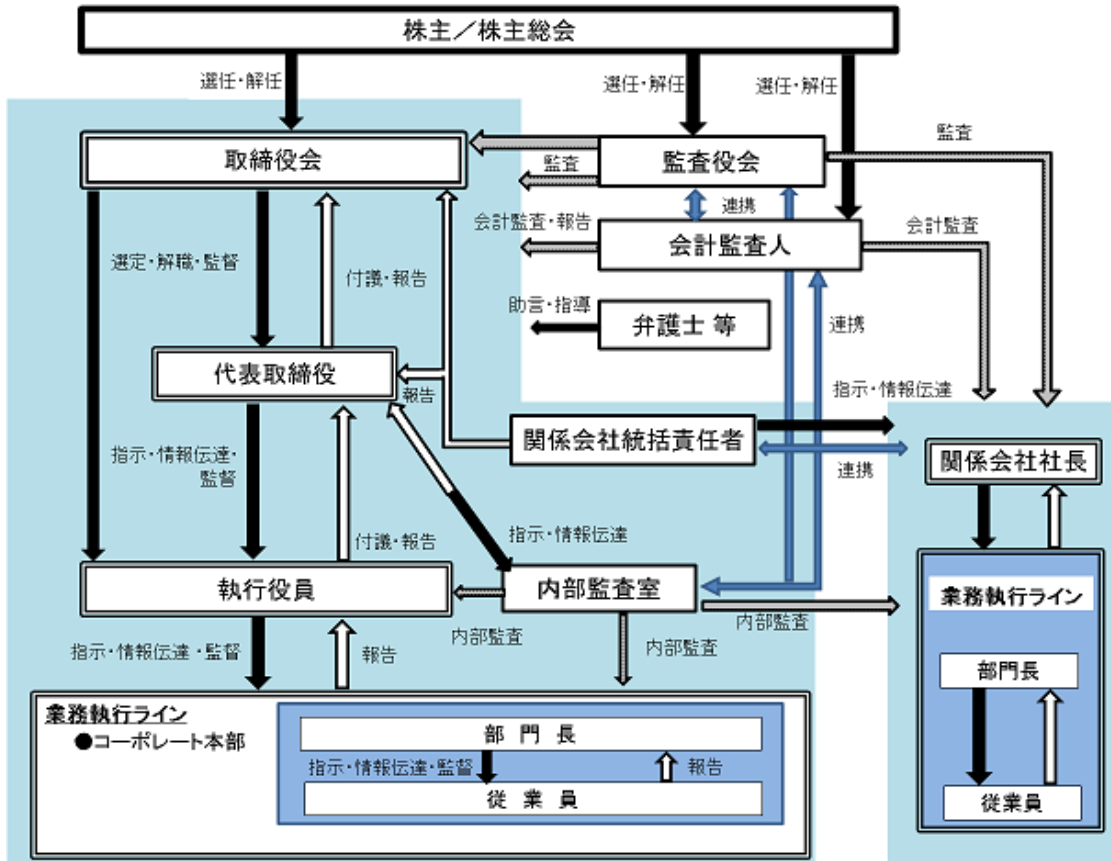 株主／株主総会
選任・解任
選任・解任
選任・解任
取締役会
監査役会
監査
監査
連携
会計監査・報告
会計監査人
会計監査
選定・解職・監督
付議・報告
助言・指導
弁護士 等
連携
代表取締役
報告
指示・情報伝達
関係会社統括責任者
連携
関係会社社長
指示・情報伝達・
監督
指示・情報伝達
付議・報告
執行役員
内部監査室
内部監査
内部監査
内部監査
業務執行ライン
部門長
従業員
指示・情報伝達・監督
報告
業務執行ライン
●コーポレート本部
部 門 長
指示・情報伝達・監督
報告
従 業 員